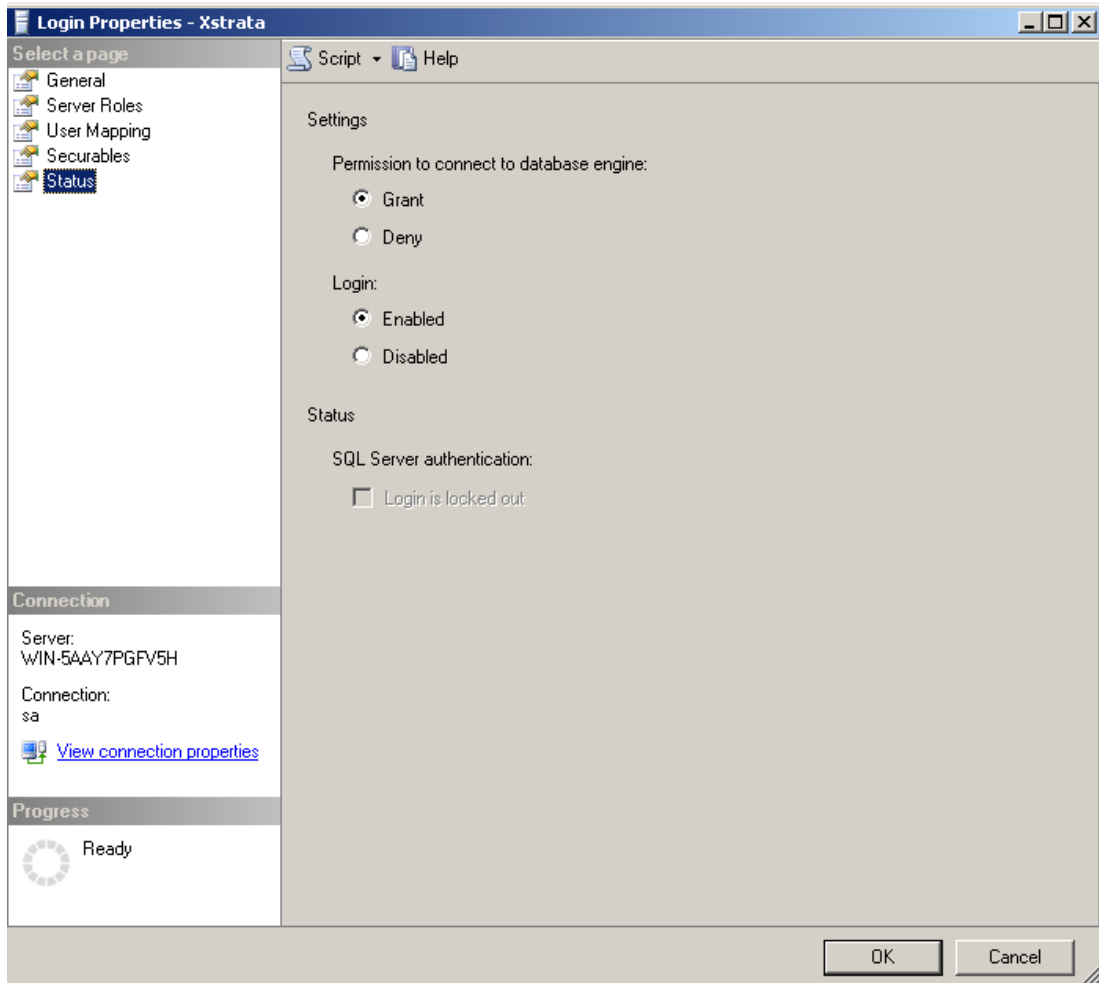 Login Properties - Xstrata
Select a page
General
Server Roles
User Mapping
Securables
Status
Script
Help
Settings
Permission to connect to database engine:
Grant
Deny
Login:
Enabled
Disabled
Status
SQL Server authentication:
Login is locked out
Connection
Server:
WIN-5AAY7PGFV5H
Connection:
sa
View connection properties
Progress
Ready
OK
Cancel